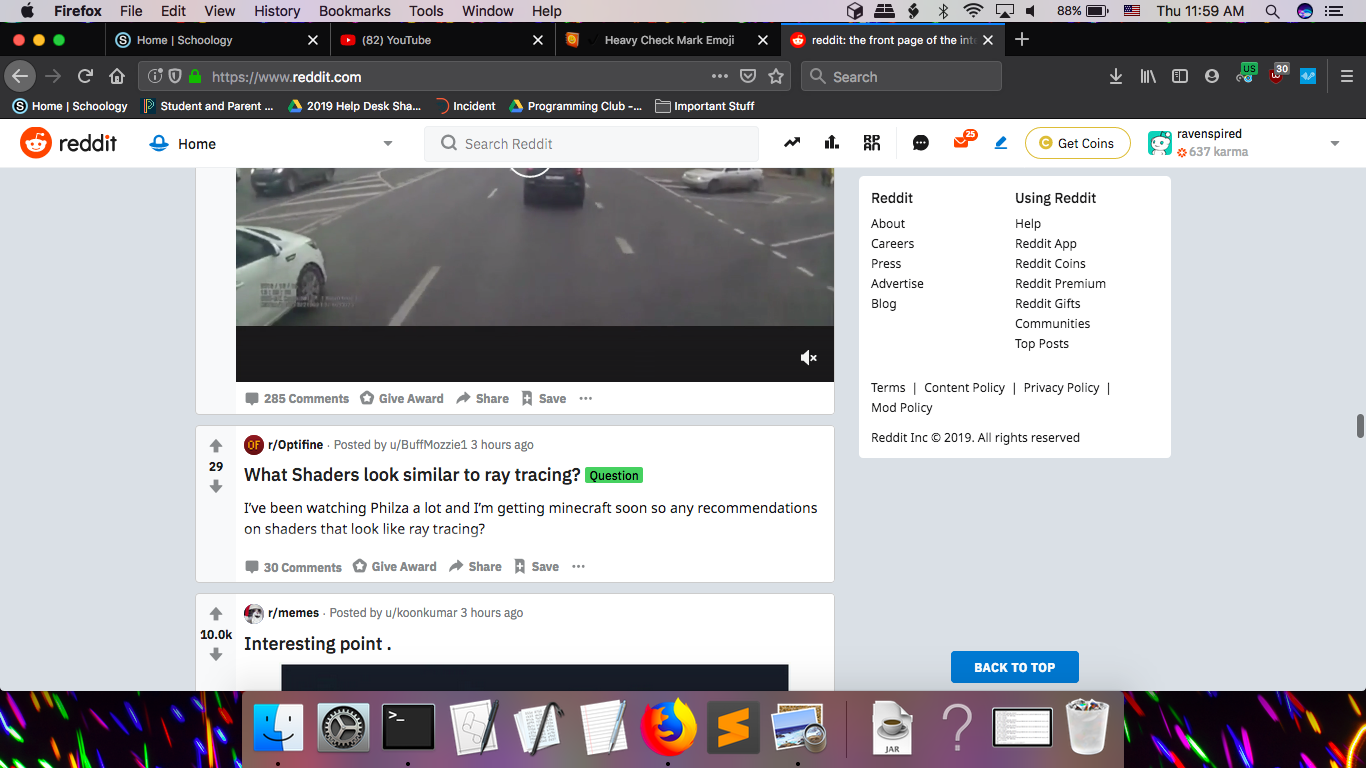 Firefox File Edit View History Bookmarks Tools Window Help 88% Thu 11:59 AM
Home | Schoology (82) YouTube Heavy Check Mark Emoji reddit: the front page of the inte
https://www.reddit.com Search US 30
Home | Schoology Student and Parent ... 2019 Help Desk Sha... Incident Programming Club -... Important Stuff
reddit Home Search Reddit 25 Get Coins ravenspired
637 karma
285 Comments Give Award Share Save
r/Optifine · Posted by u/BuffMozzie1 3 hours ago
29
What Shaders look similar to ray tracing? Question
I've been watching Philza a lot and I'm getting minecraft soon so any recommendations
on shaders that look like ray tracing?
30 Comments Give Award Share Save
r/memes · Posted by u/koonkumar 3 hours ago
10.0k
Interesting point .
Reddit
About
Careers
Press
Advertise
Blog
Using Reddit
Help
Reddit App
Reddit Coins
Reddit Premium
Reddit Gifts
Communities
Top Posts
Terms | Content Policy | Privacy Policy |
Mod Policy
Reddit Inc © 2019. All rights reserved
BACK TO TOP
JAR